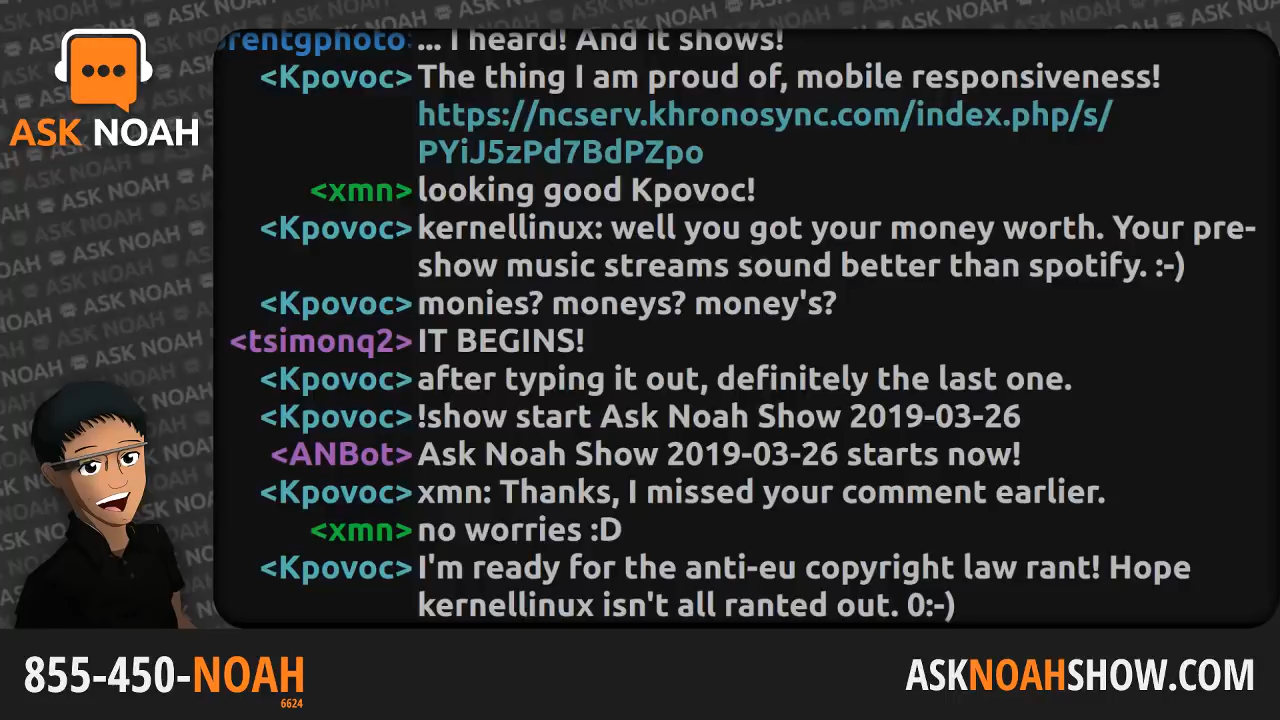 ASK NOAH
rentgphoto: ... I heard! And it shows!
<Kpovoc> The thing I am proud of, mobile responsiveness!
https://ncserv.khronosync.com/index.php/s/
PYiJ5zPd7BdPZpo
<xmn> looking good Kpovoc!
<Kpovoc> kernellinux: well you got your money worth. Your pre-
show music streams sound better than spotify. :-)
<Kpovoc> monies? moneys? money's?
<tsimonq2> IT BEGINS!
<Kpovoc> after typing it out, definitely the last one.
<Kpovoc> !show start Ask Noah Show 2019-03-26
<ANBot> Ask Noah Show 2019-03-26 starts now!
<Kpovoc> xmn: Thanks, I missed your comment earlier.
<xmn> no worries :D
<Kpovoc> I'm ready for the anti-eu copyright law rant! Hope
kernellinux isn't all ranted out. 0:-)
855-450-NOAH
6624
ASKNOAHSHOW.COM